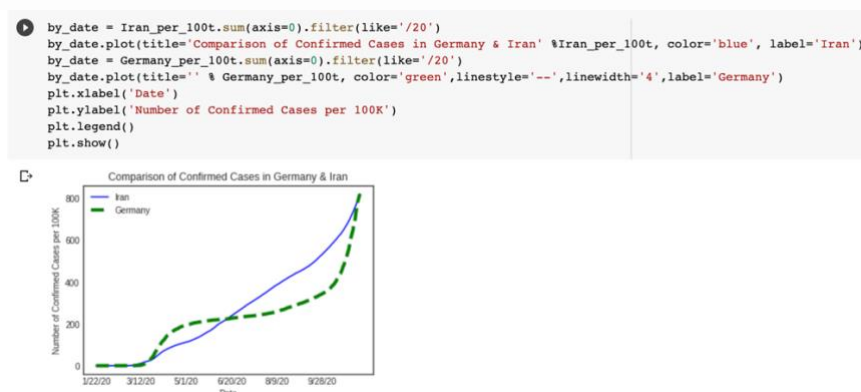 by_date = Iran_per_100t.sum(axis=0).filter(like='/20')
by_date.plot(title='Comparison of Confirmed Cases in Germany & Iran' %Iran_per_100t, color='blue', label='Iran')
by_date = Germany_per_100t.sum(axis=0).filter(like='/20')
by_date.plot(title='' % Germany_per_100t, color='green',linestyle='--',linewidth='4',label='Germany')
plt.xlabel('Date')
plt.ylabel('Number of Confirmed Cases per 100K')
plt.legend()
plt.show()
Comparison of Confirmed Cases in Germany & Iran
Iran
Germany
Number of Confirmed Cases per 100K
800
600
400
200
0
1/22/20 3/12/20 5/1/20 6/20/20 8/9/20 9/28/20
Date